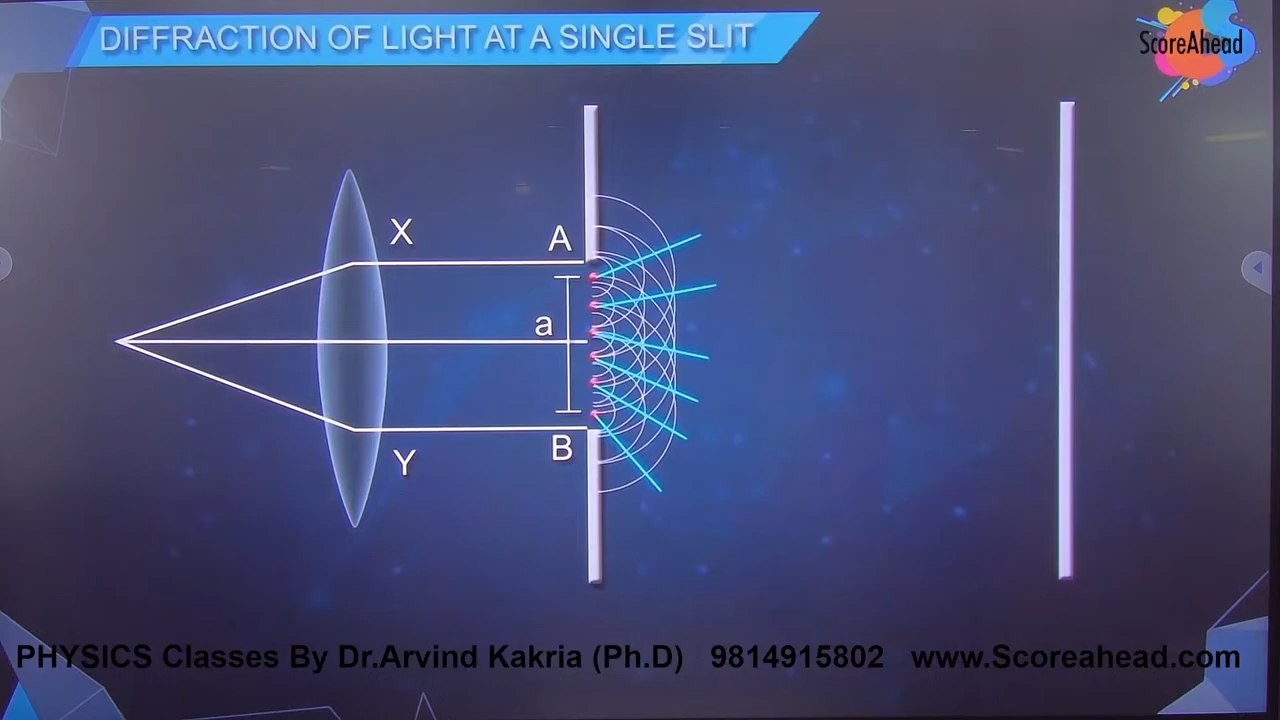 DIFFRACTION OF LIGHT AT A SINGLE SLIT
ScoreAhead
X
A
a
B
Y
PHYSICS Classes By Dr.Arvind Kakria (Ph.D) 9814915802 www.Scoreahead.com